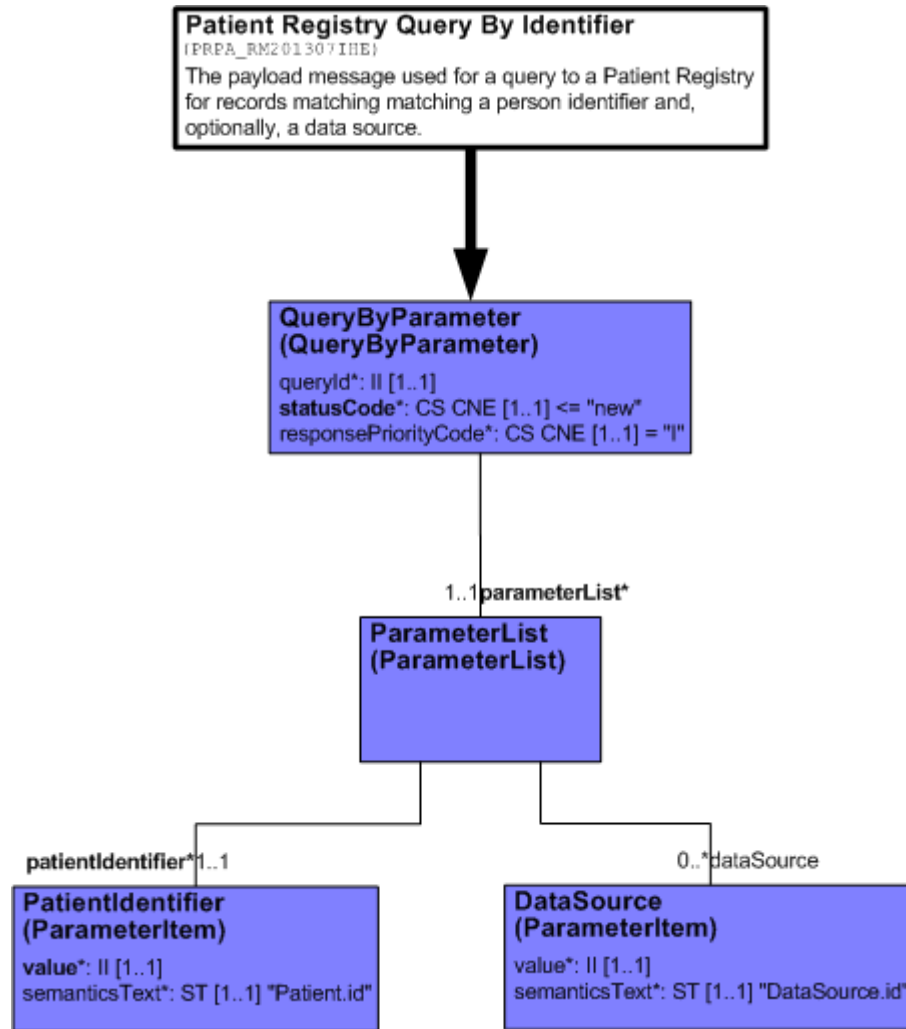 Patient Registry Query By Identifier
(PRPA_RM201307IHE)
The payload message used for a query to a Patient Registry
for records matching matching a person identifier and,
optionally, a data source.
QueryByParameter
(QueryByParameter)
queryId*: II [1..1]
statusCode*: CS CNE [1..1] <= "new"
responsePriorityCode*: CS CNE [1..1] = "I"
1..1parameterList*
ParameterList
(ParameterList)
patientIdentifier*1..1
0..*dataSource
PatientIdentifier
(ParameterItem)
value*: II [1..1]
semanticsText*: ST [1..1] "Patient.id"
DataSource
(ParameterItem)
value*: II [1..1]
semanticsText*: ST [1..1] "DataSource.id"